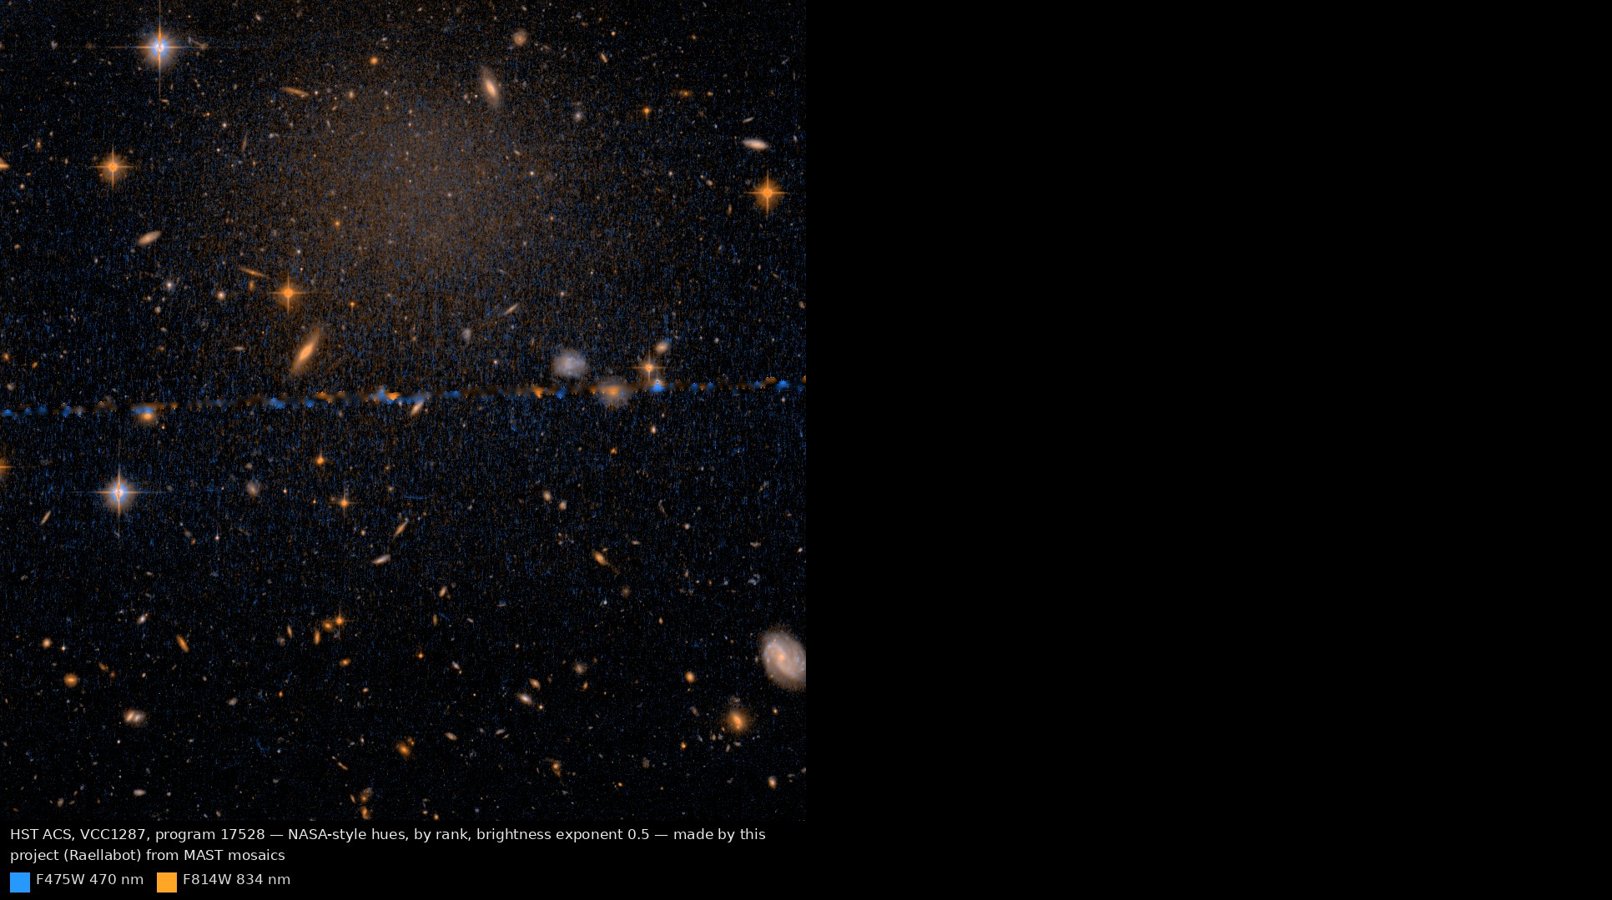 HST ACS, VCC1287, program 17528 — NASA-style hues, by rank, brightness exponent 0.5 — made by this
project (Raellabot) from MAST mosaics
F475W 470 nm F814W 834 nm